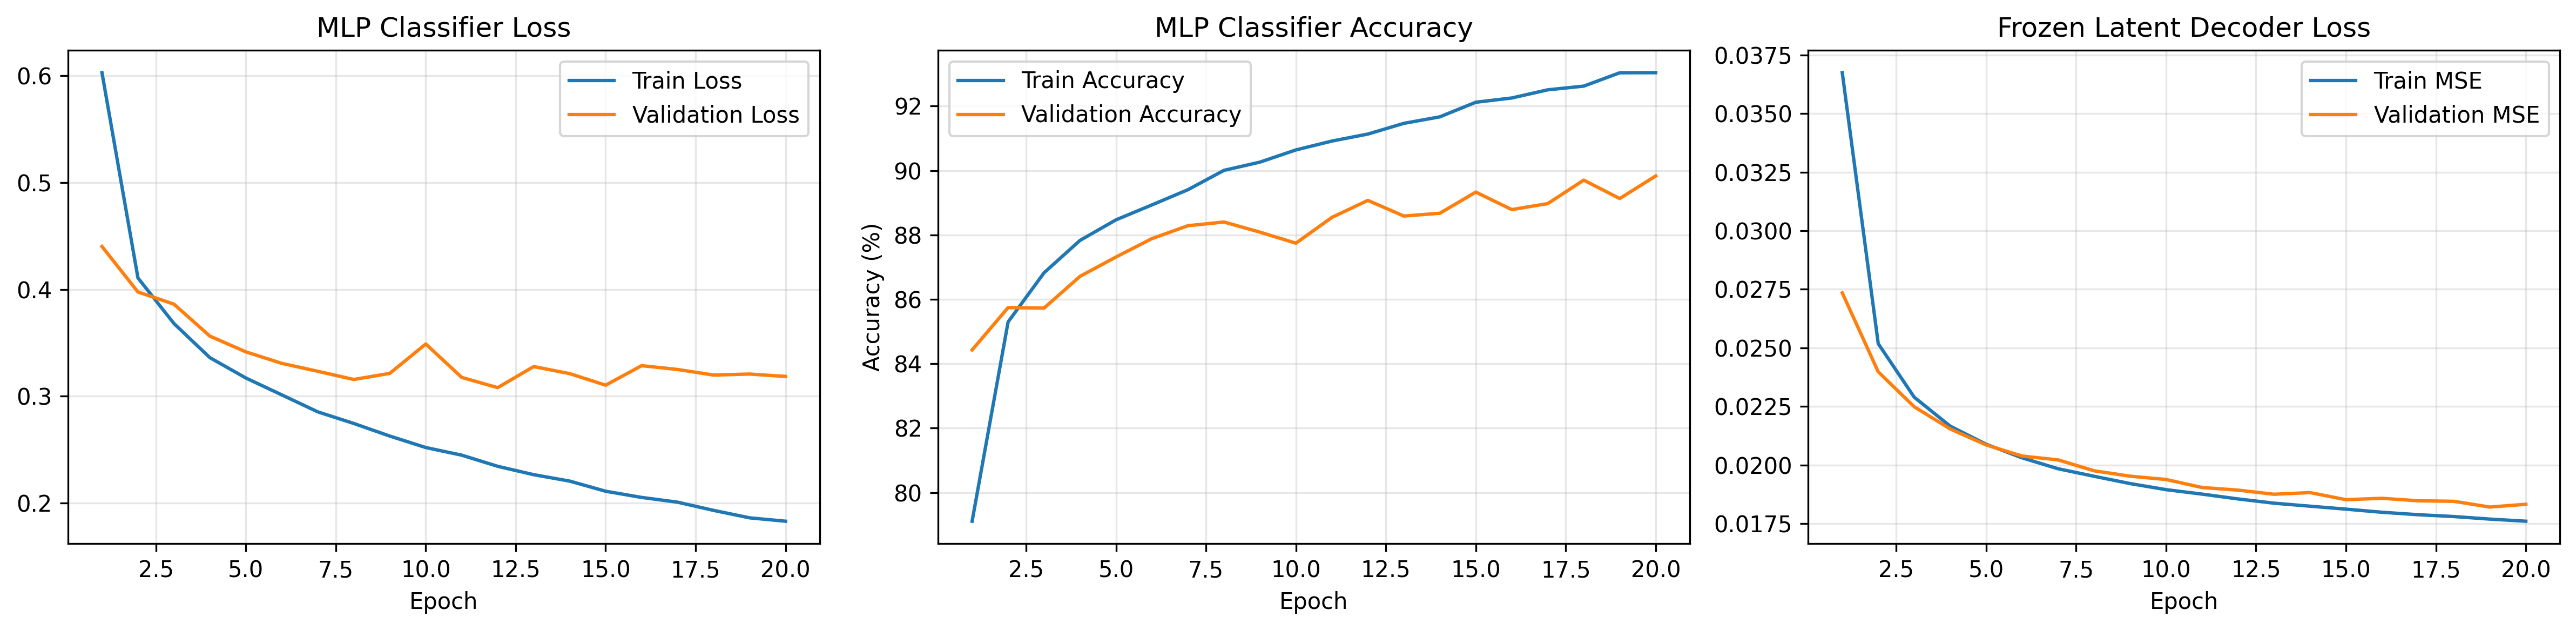 MLP Classifier Loss
Train Loss
Validation Loss
0.6
0.5
0.4
0.3
0.2
2.5 5.0 7.5 10.0 12.5 15.0 17.5 20.0
Epoch
MLP Classifier Accuracy
Train Accuracy
Validation Accuracy
Accuracy (%)
92
90
88
86
84
82
80
2.5 5.0 7.5 10.0 12.5 15.0 17.5 20.0
Epoch
Frozen Latent Decoder Loss
Train MSE
Validation MSE
0.0375
0.0350
0.0325
0.0300
0.0275
0.0250
0.0225
0.0200
0.0175
2.5 5.0 7.5 10.0 12.5 15.0 17.5 20.0
Epoch